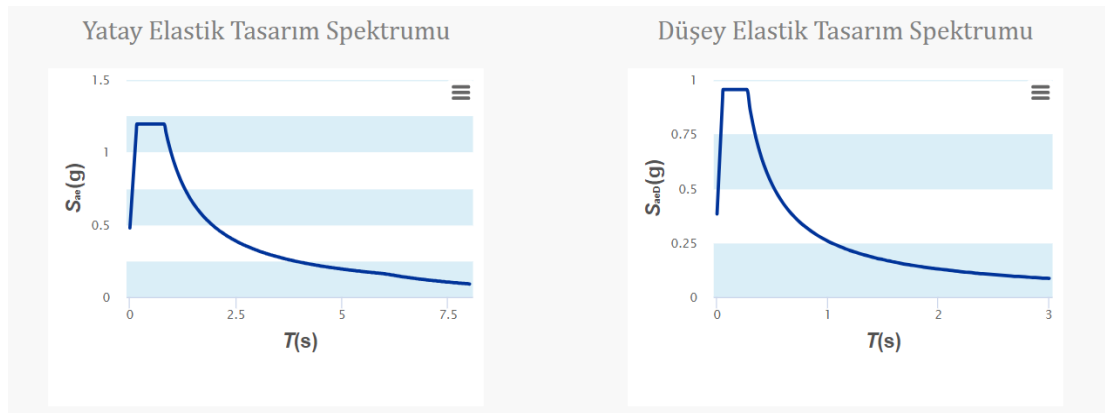 Yatay Elastik Tasarım Spektrumu
1.5
1
0.5
0
Sae(g)
0
2.5
5
7.5
T(s)
Düşey Elastik Tasarım Spektrumu
1
0.75
0.5
0.25
0
SaeD(g)
0
1
2
3
T(s)